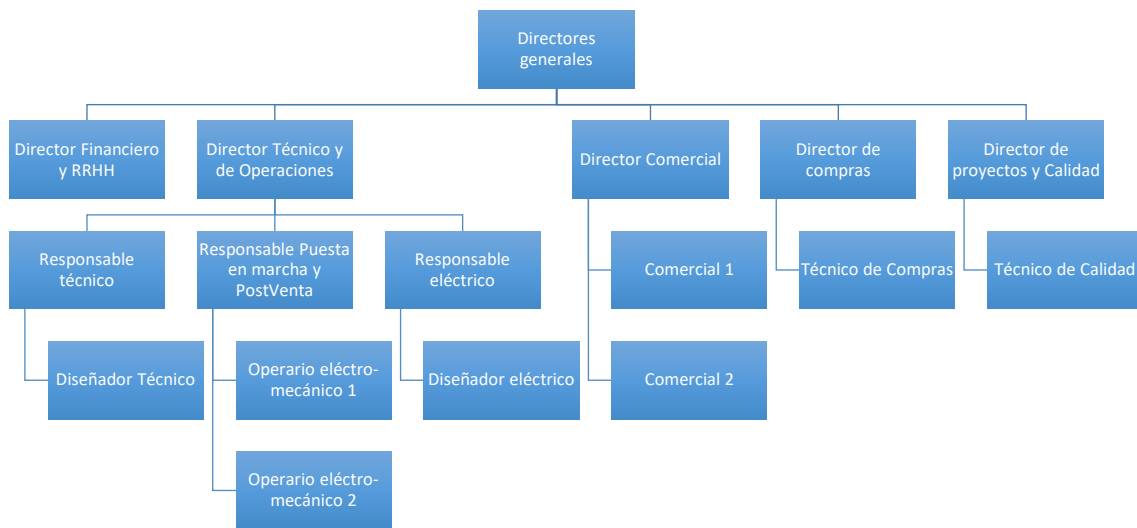 Directores
generales
Director Financiero
y RRHH
Director Técnico y
de Operaciones
Director Comercial
Director de
compras
Director de
proyectos y Calidad
Responsable
técnico
Responsable Puesta
en marcha y
PostVenta
Responsable
eléctrico
Comercial 1
Técnico de Compras
Técnico de Calidad
Diseñador Técnico
Operario eléctro-
mecánico 1
Diseñador eléctrico
Comercial 2
Operario eléctro-
mecánico 2